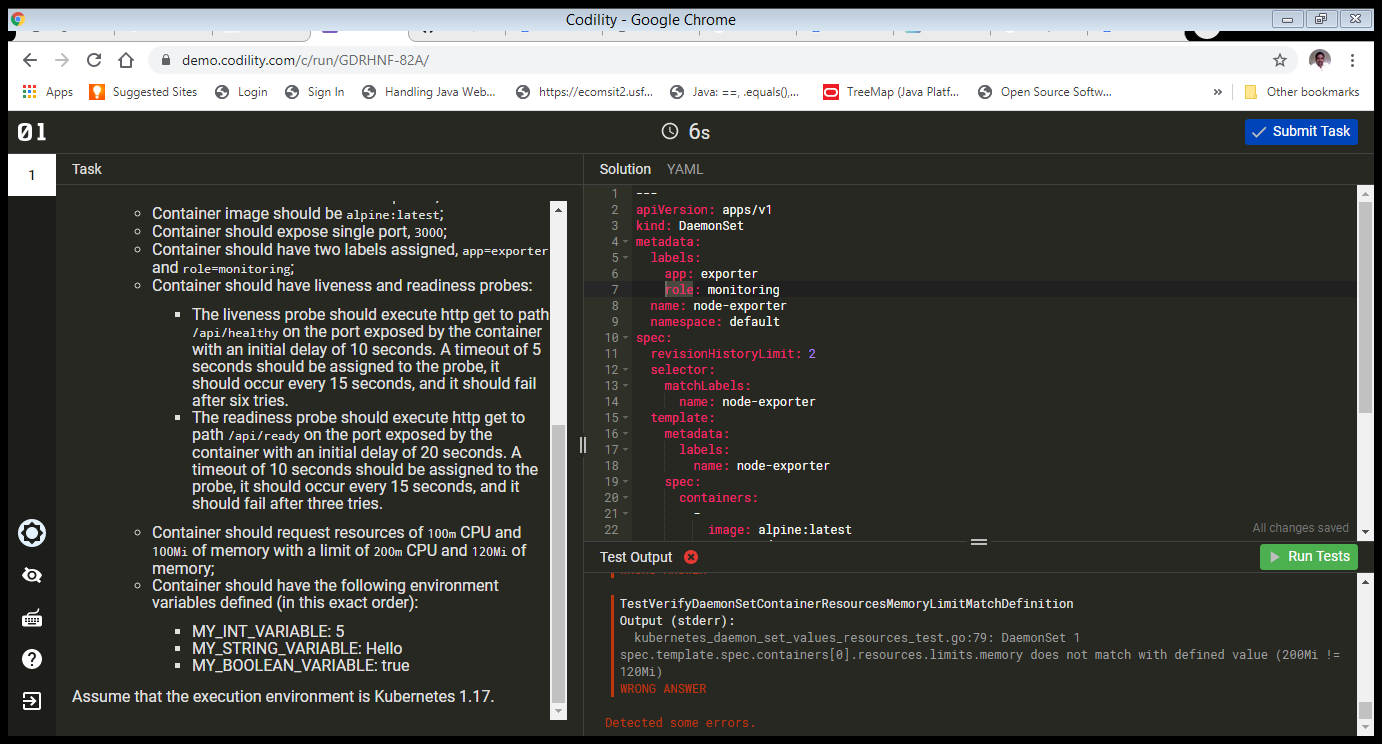 Codility - Google Chrome
demo.codility.com/c/run/GDRHNF-82A/
Apps Suggested Sites Login Sign In Handling Java Web... https://ecomsit2.usf... Java: ==, .equals(),... TreeMap (Java Platf... Open Source Softw... » Other bookmarks
01 6s Submit Task
1
Task
Container image should be alpine:latest;
Container should expose single port, 3000;
Container should have two labels assigned, app=exporter
and role=monitoring;
Container should have liveness and readiness probes:
The liveness probe should execute http get to path
/api/healthy on the port exposed by the container
with an initial delay of 10 seconds. A timeout of 5
seconds should be assigned to the probe, it
should occur every 15 seconds, and it should fail
after six tries.
The readiness probe should execute http get to
path /api/ready on the port exposed by the
container with an initial delay of 20 seconds. A
timeout of 10 seconds should be assigned to the
probe, it should occur every 15 seconds, and it
should fail after three tries.
Container should request resources of 100m CPU and
100Mi of memory with a limit of 200m CPU and 120Mi of
memory;
Container should have the following environment
variables defined (in this exact order):
MY_INT_VARIABLE: 5
MY_STRING_VARIABLE: Hello
MY_BOOLEAN_VARIABLE: true
Assume that the execution environment is Kubernetes 1.17.
Solution YAML
1 ---
2 apiVersion: apps/v1
3 kind: DaemonSet
4 metadata:
5 labels:
6 app: exporter
7 role: monitoring
8 name: node-exporter
9 namespace: default
10 spec:
11 revisionHistoryLimit: 2
12 selector:
13 matchLabels:
14 name: node-exporter
15 template:
16 metadata:
17 labels:
18 name: node-exporter
19 spec:
20 containers:
21 -
22 image: alpine:latest
All changes saved
Test Output Run Tests
TestVerifyDaemonSetContainerResourcesMemoryLimitMatchDefinition
Output (stderr):
kubernetes_daemon_set_values_resources_test.go:79: DaemonSet 1
spec.template.spec.containers[0].resources.limits.memory does not match with defined value (200Mi !=
120Mi)
WRONG ANSWER
Detected some errors.